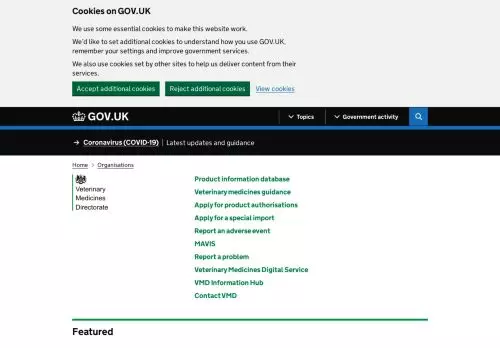 Cookies on GOV.UK
We use some essential cookies to make this website work.
We'd like to set additional cookies to understand how you use GOV.UK,
remember your settings and improve government services.
We also use cookies set by other sites to help us deliver content from their
services.
Accept additional cookies Reject additional cookies View cookies
GOV.UK Topics Government activity
→ Coronavirus (COVID-19) Latest updates and guidance
Home > Organisations
Veterinary
Medicines
Directorate
Product information database
Veterinary medicines guidance
Apply for product authorisations
Apply for a special import
Report an adverse event
MAVIS
Report a problem
Veterinary Medicines Digital Service
VMD Information Hub
Contact VMD
Featured